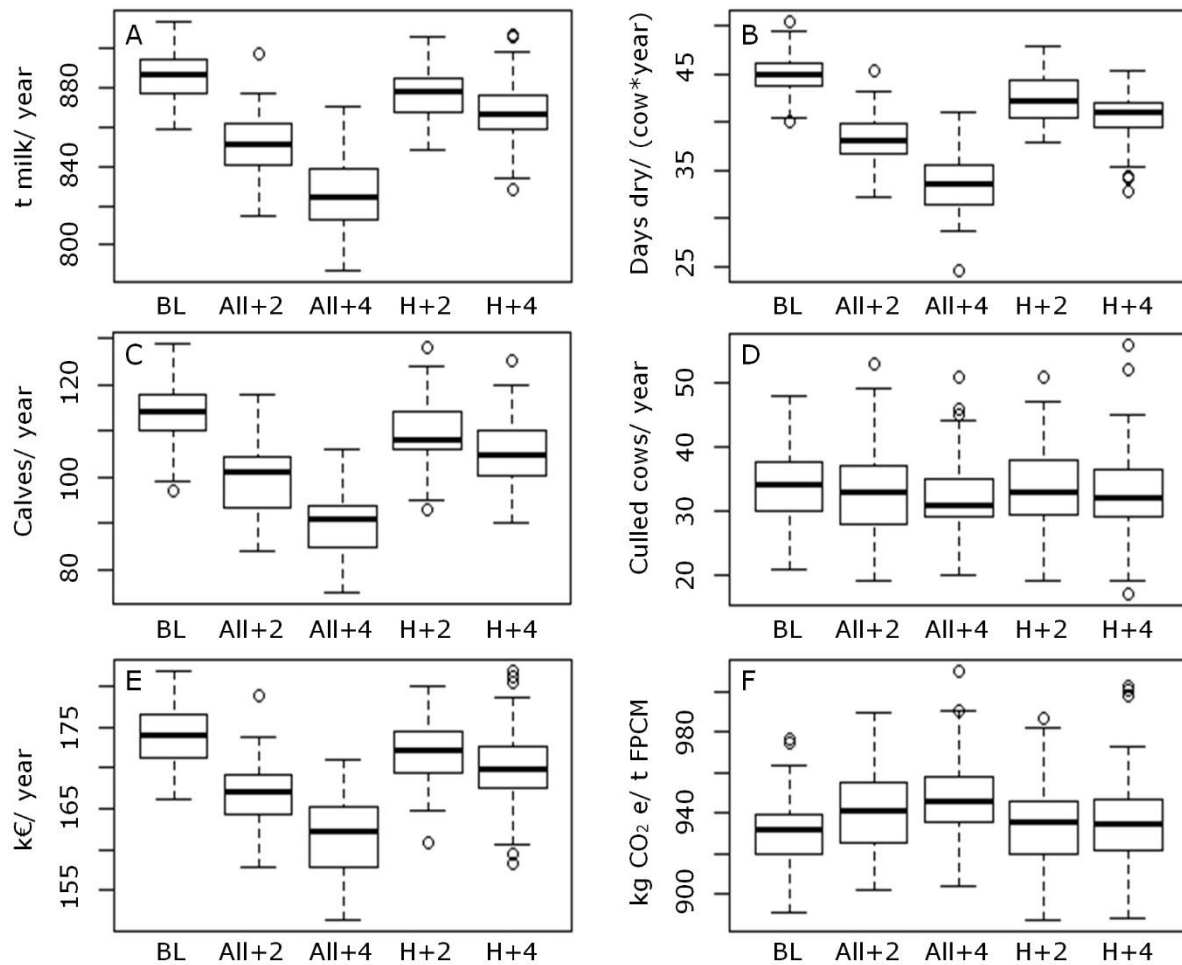 A
t milk/ year
880
840
800
BL All+2 All+4 H+2 H+4
B
Days dry/ (cow*year)
45
35
25
BL All+2 All+4 H+2 H+4
C
Calves/ year
120
100
80
BL All+2 All+4 H+2 H+4
D
Culled cows/ year
50
40
30
20
BL All+2 All+4 H+2 H+4
E
k€/ year
175
165
155
BL All+2 All+4 H+2 H+4
F
kg CO₂ e/ t FPCM
980
940
900
BL All+2 All+4 H+2 H+4